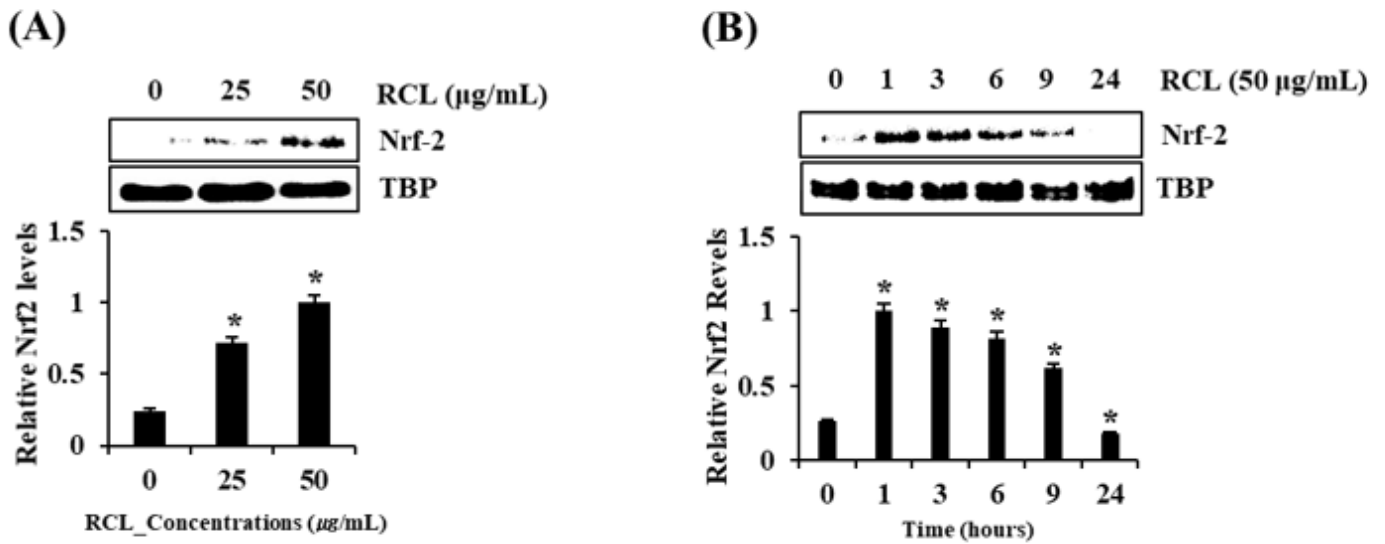 (A)
0 25 50 RCL (μg/mL)
Nrf-2
TBP
Relative Nrf2 levels
1.5
1
0.5
0
* *
0 25 50
RCL_Concentrations (μg/mL)
(B)
0 1 3 6 9 24 RCL (50 μg/mL)
Nrf-2
TBP
Relative Nrf2 Revels
1.5
1
0.5
0
* * * * *
0 1 3 6 9 24
Time (hours)